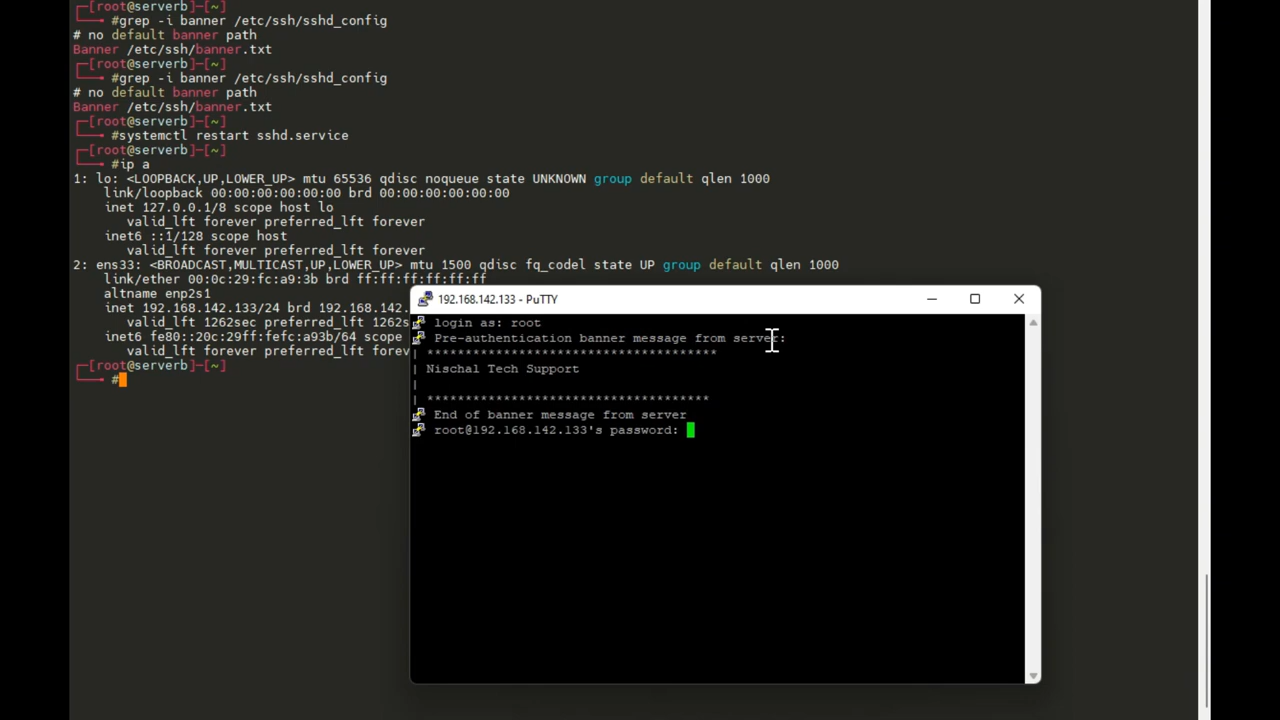 ┌─[root@serverb]─[~]
└──╼ #grep -i banner /etc/ssh/sshd_config
# no default banner path
Banner /etc/ssh/banner.txt
┌─[root@serverb]─[~]
└──╼ #grep -i banner /etc/ssh/sshd_config
# no default banner path
Banner /etc/ssh/banner.txt
┌─[root@serverb]─[~]
└──╼ #systemctl restart sshd.service
┌─[root@serverb]─[~]
└──╼ #ip a
1: lo: <LOOPBACK,UP,LOWER_UP> mtu 65536 qdisc noqueue state UNKNOWN group default qlen 1000
link/loopback 00:00:00:00:00:00 brd 00:00:00:00:00:00
inet 127.0.0.1/8 scope host lo
valid_lft forever preferred_lft forever
inet6 ::1/128 scope host
valid_lft forever preferred_lft forever
2: ens33: <BROADCAST,MULTICAST,UP,LOWER_UP> mtu 1500 qdisc fq_codel state UP group default qlen 1000
link/ether 00:0c:29:fc:a9:3b brd ff:ff:ff:ff:ff:ff
altname enp2s1
inet 192.168.142.133/24 brd 192.168.142.
valid_lft 1262sec preferred_lft 1262s
inet6 fe80::20c:29ff:fefc:a93b/64 scope
valid_lft forever preferred_lft forev
┌─[root@serverb]─[~]
└──╼ #
192.168.142.133 - PuTTY
login as: root
Pre-authentication banner message from server:
| **************************************
| Nischal Tech Support
|
| *************************************
End of banner message from server
root@192.168.142.133's password: